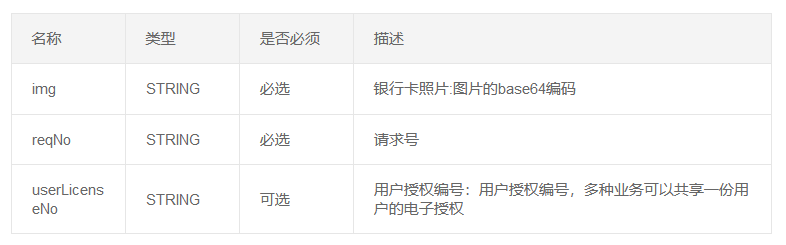 名称 类型 是否必须 描述
img STRING 必选 银行卡照片:图片的base64编码
reqNo STRING 必选 请求号
userLicenseNo STRING 可选 用户授权编号：用户授权编号，多种业务可以共享一份用
户的电子授权